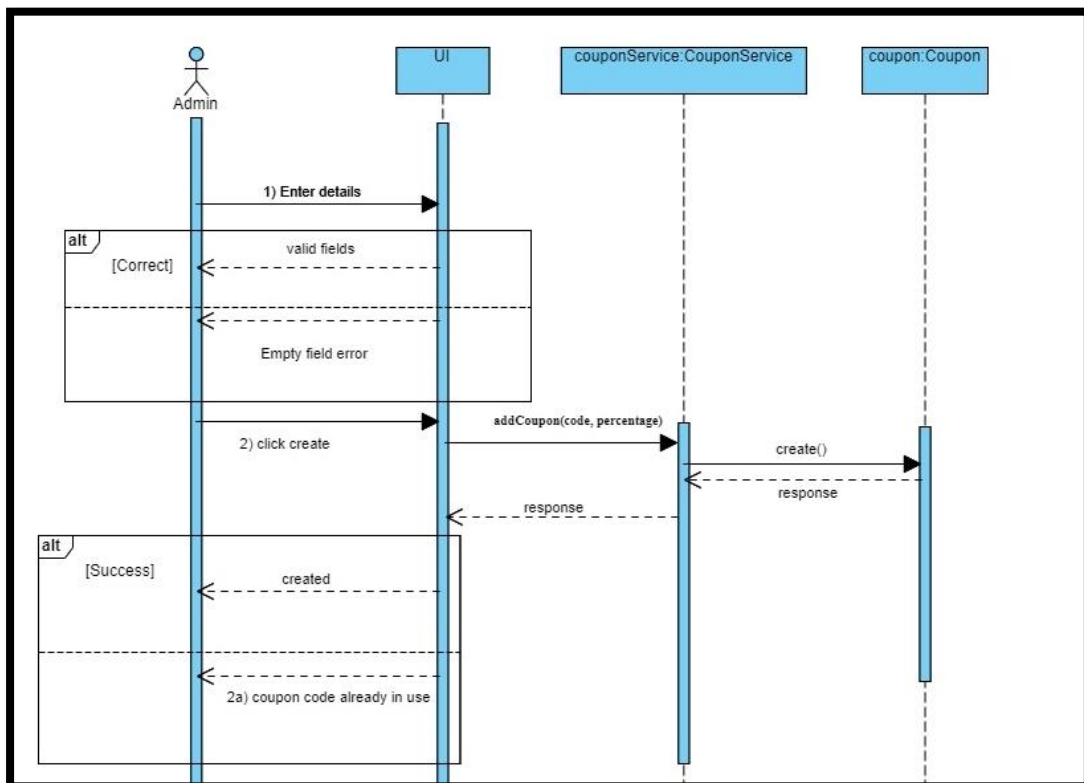 UI
couponService:CouponService
coupon:Coupon
Admin
1) Enter details
alt
valid fields
[Correct]
Empty field error
addCoupon(code, percentage)
2) click create
create()
response
response
alt
[Success]
created
2a) coupon code already in use